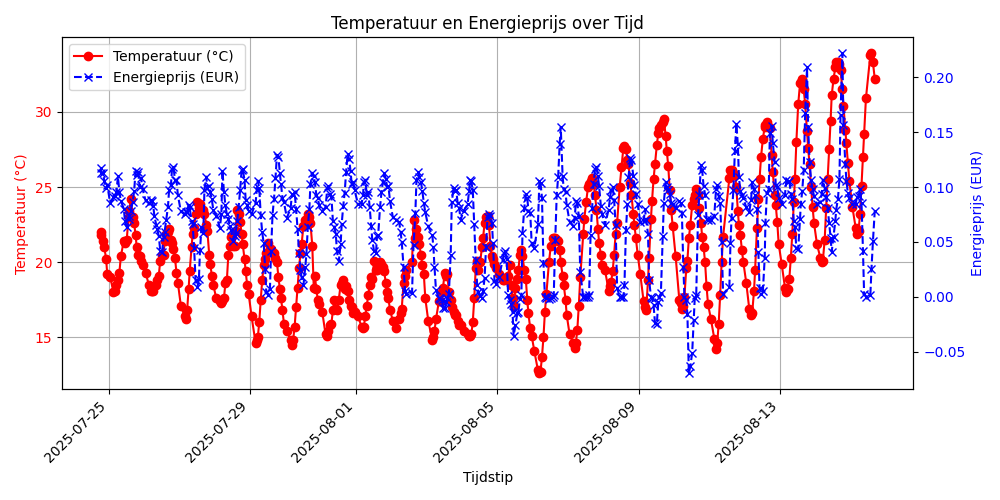 Temperatuur en Energieprijs over Tijd
Temperatuur (°C)
Energieprijs (EUR)
Temperatuur (°C)
30
25
20
15
0.20
0.15
0.10
0.05
0.00
−0.05
Energieprijs (EUR)
2025-07-25
2025-07-29
2025-08-01
2025-08-05
2025-08-09
2025-08-13
Tijdstip